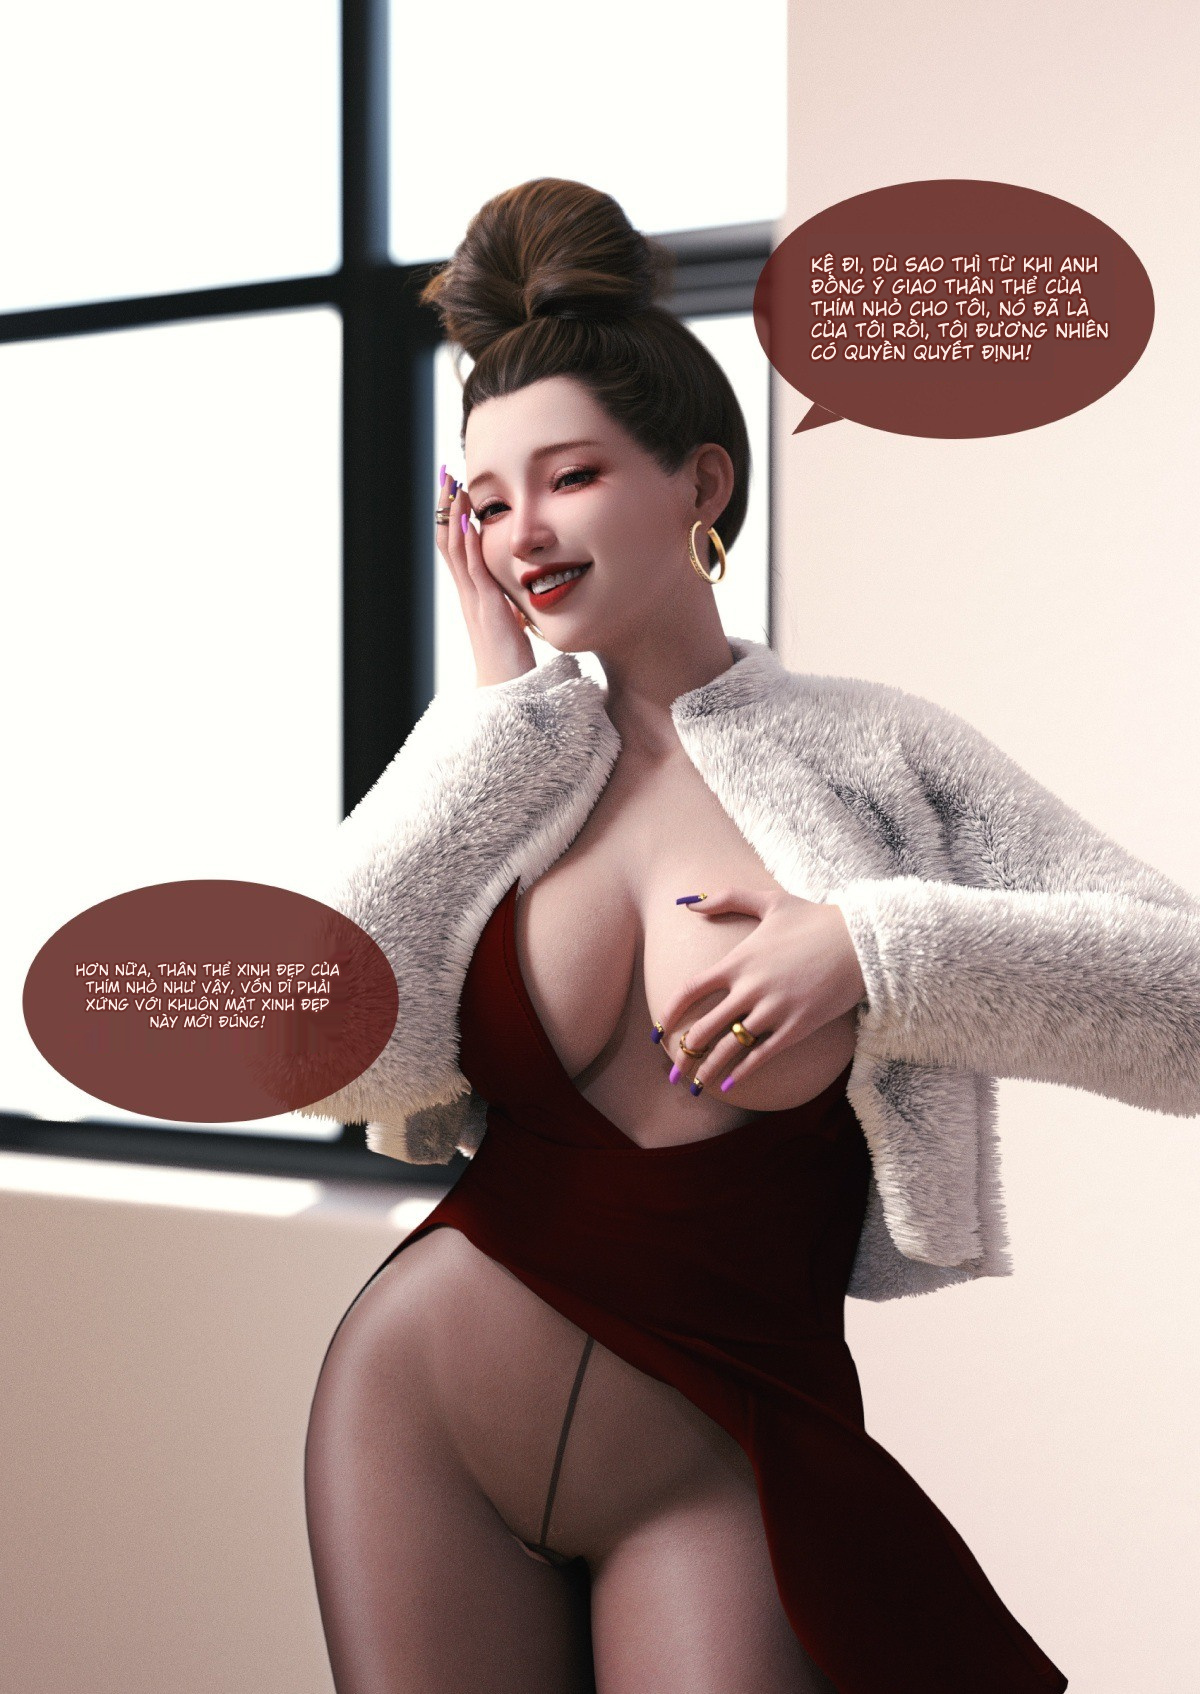 KỆ ĐI, DÙ SAO THÌ TỪ KHI ANH
ĐỒNG Ý GIAO THÂN THỂ CỦA
THÍM NHỎ CHO TÔI, NÓ ĐÃ LÀ
CỦA TÔI RỒI, TÔI ĐƯƠNG NHIÊN
CÓ QUYỀN QUYẾT ĐỊNH!
HƠN NỮA, THÂN THỂ XINH ĐẸP CỦA
THÍM NHỎ NHƯ VẬY, VỐN DĨ PHẢI
XỨNG VỚI KHUÔN MẶT XINH ĐẸP
NÀY MỚI ĐÚNG!